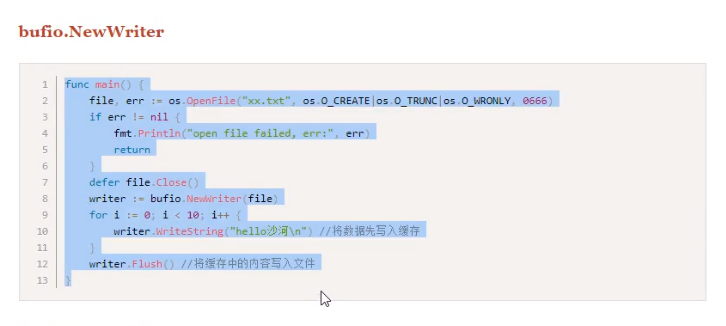 bufio.NewWriter
1 func main() {
2     file, err := os.OpenFile("xx.txt", os.O_CREATE|os.O_TRUNC|os.O_WRONLY, 0666)
3     if err != nil {
4         fmt.Println("open file failed, err:", err)
5         return
6     }
7     defer file.Close()
8     writer := bufio.NewWriter(file)
9     for i := 0; i < 10; i++ {
10         writer.WriteString("hello沙河\n") //将数据先写入缓存
11     }
12     writer.Flush() //将缓存中的内容写入文件
13 }